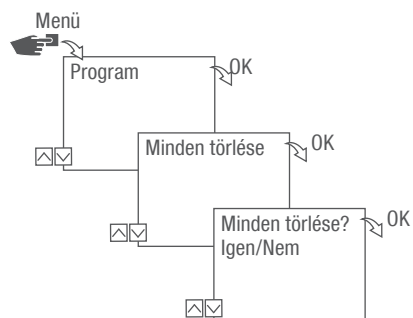 Menü
OK
Program
Minden törlése
OK
Minden törlése?
Igen/Nem
OK